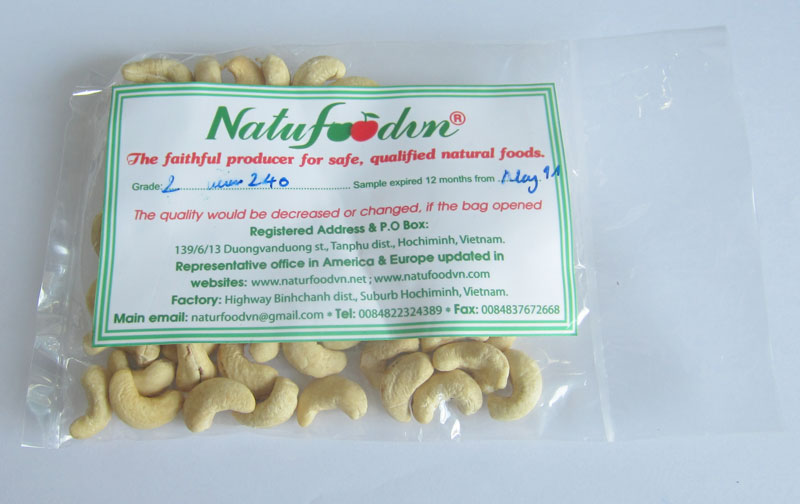 Natufoodvn®
The faithful producer for safe, qualified natural foods.
Grade: 2 240 Sample expired 12 months from May
The quality would be decreased or changed, if the bag opened
Registered Address & P.O Box:
139/6/13 Duongvanduong st., Tanphu dist., Hochiminh, Vietnam.
Representative office in America & Europe updated in
websites: www.naturfoodvn.net ; www.natufoodvn.com
Factory: Highway Binhchanh dist., Suburb Hochiminh, Vietnam.
Main email: naturfoodvn@gmail.com * Tel: 0084822324389 * Fax: 0084837672668